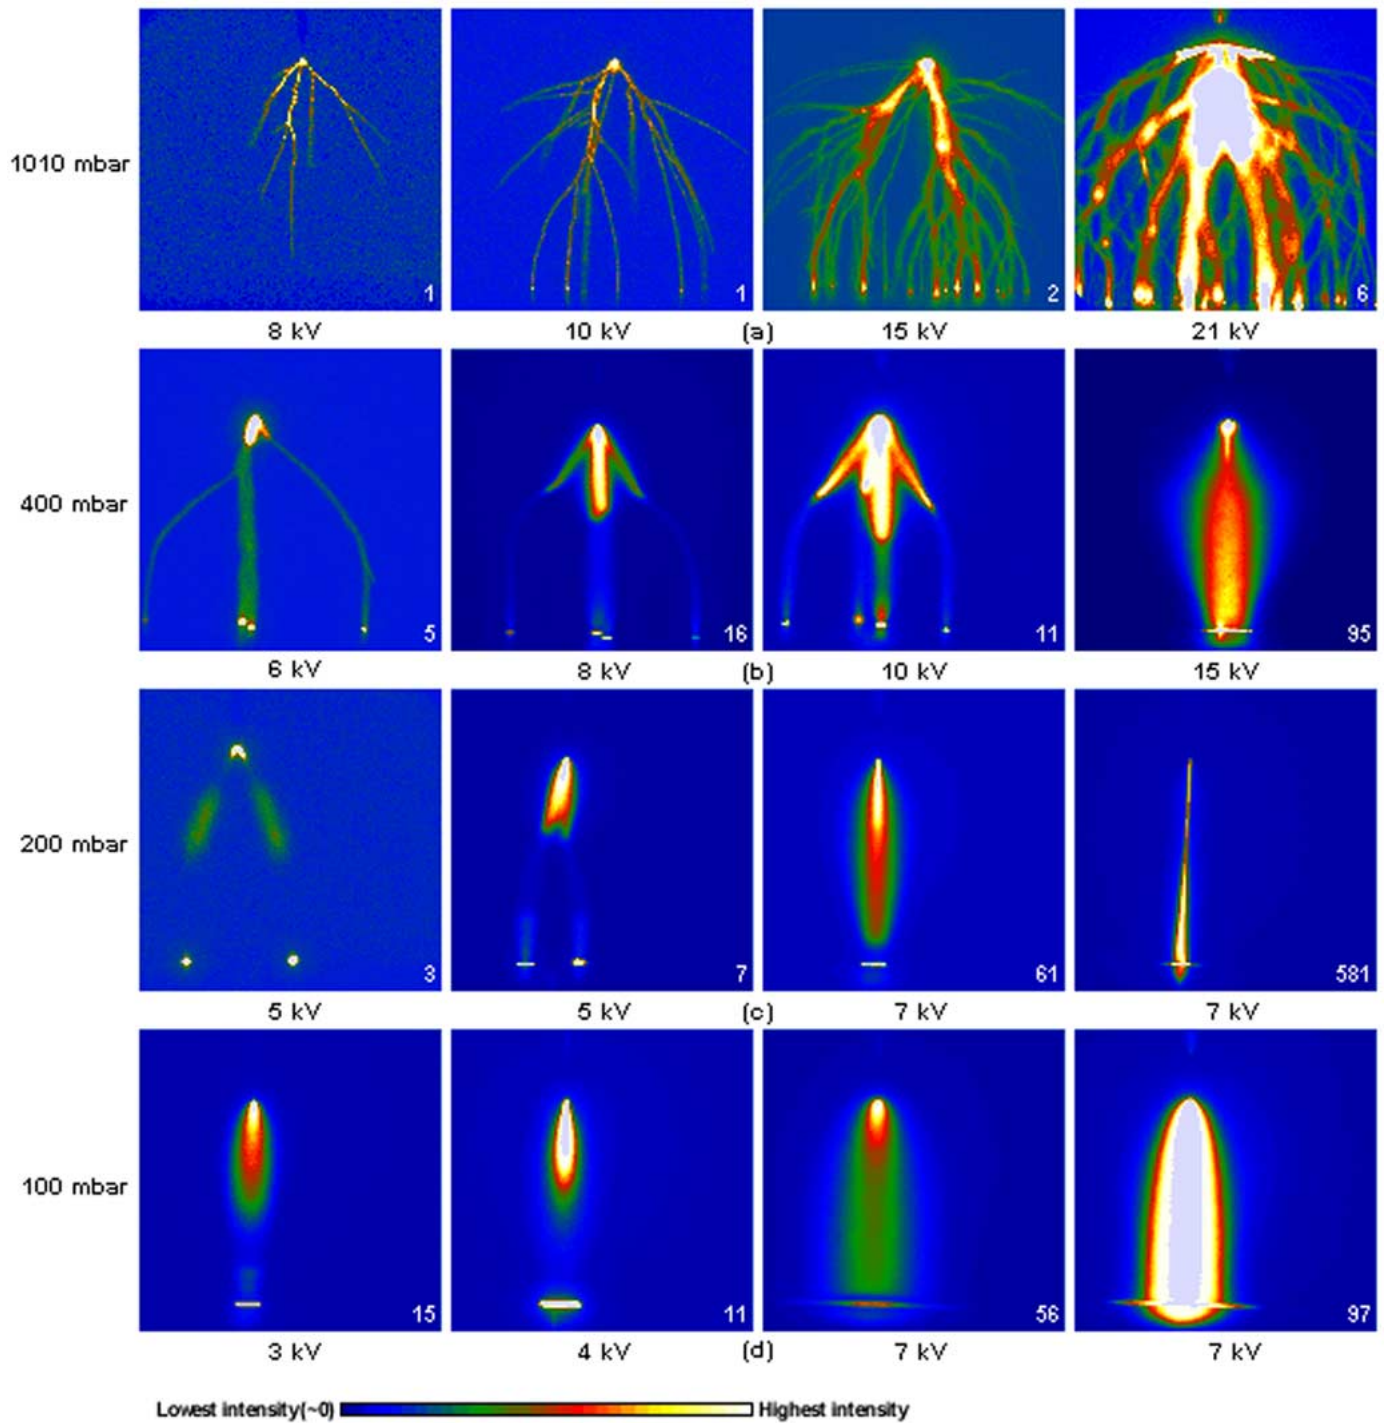 1010 mbar
1
1
2
6
8 kV
10 kV
(a)
15 kV
21 kV
400 mbar
5
16
11
95
6 kV
8 kV
(b)
10 kV
15 kV
200 mbar
3
7
61
581
5 kV
5 kV
(c)
7 kV
7 kV
100 mbar
15
11
56
97
3 kV
4 kV
(d)
7 kV
7 kV
Lowest intensity(~0)
Highest intensity